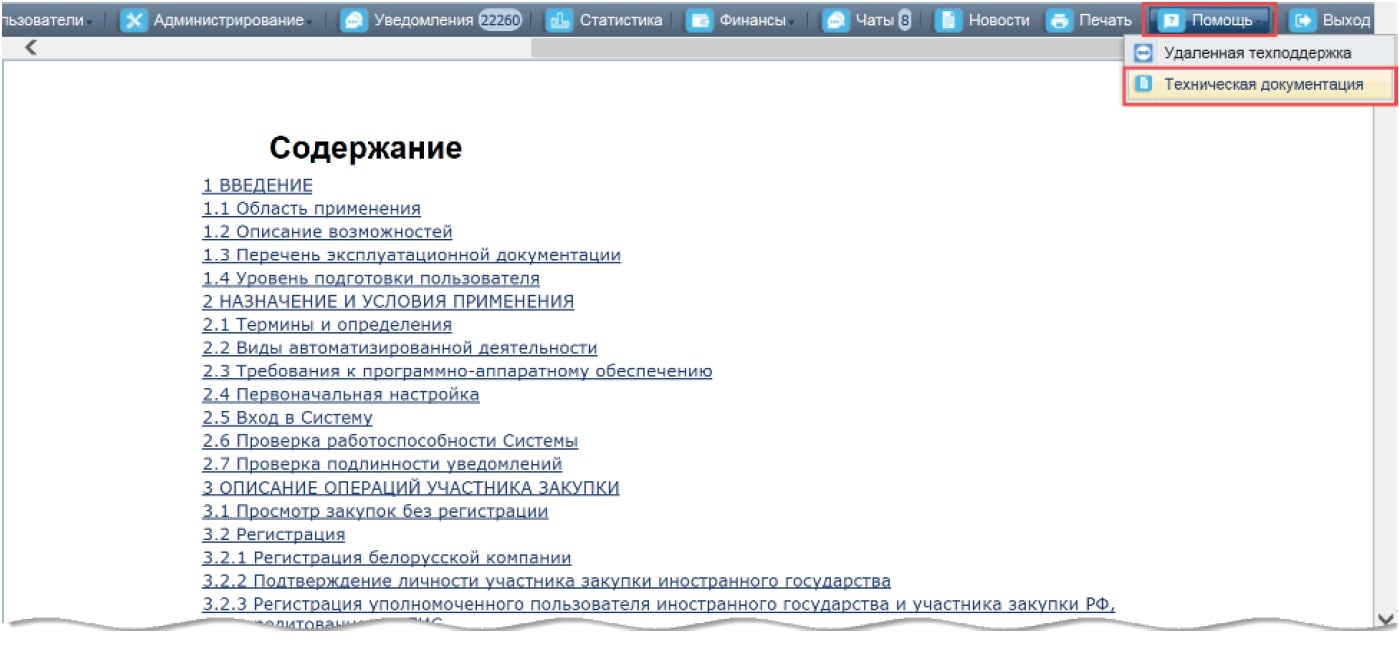 Администрирование Уведомления 22260 Статистика Финансы Чаты 8 Новости Печать Помощь Выход
Удаленная техподдержка
Техническая документация
Содержание
1 ВВЕДЕНИЕ
1.1 Область применения
1.2 Описание возможностей
1.3 Перечень эксплуатационной документации
1.4 Уровень подготовки пользователя
2 НАЗНАЧЕНИЕ И УСЛОВИЯ ПРИМЕНЕНИЯ
2.1 Термины и определения
2.2 Виды автоматизированной деятельности
2.3 Требования к программно-аппаратному обеспечению
2.4 Первоначальная настройка
2.5 Вход в Систему
2.6 Проверка работоспособности Системы
2.7 Проверка подлинности уведомлений
3 ОПИСАНИЕ ОПЕРАЦИЙ УЧАСТНИКА ЗАКУПКИ
3.1 Просмотр закупок без регистрации
3.2 Регистрация
3.2.1 Регистрация белорусской компании
3.2.2 Подтверждение личности участника закупки иностранного государства
3.2.3 Регистрация уполномоченного пользователя иностранного государства и участника закупки РФ,